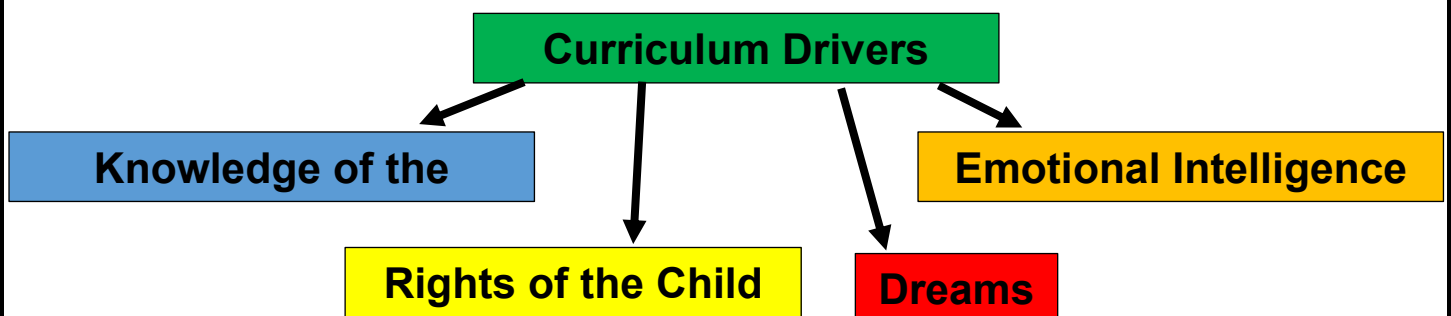 Curriculum Drivers
Knowledge of the
Emotional Intelligence
Rights of the Child
Dreams